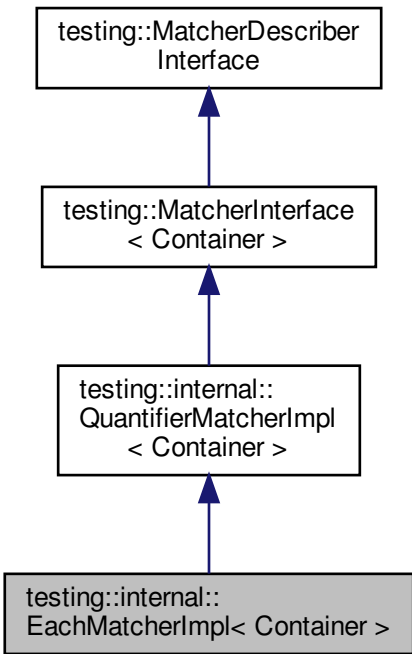 testing::MatcherDescriber
Interface
testing::MatcherInterface
< Container >
testing::internal::
QuantifierMatcherImpl
< Container >
testing::internal::
EachMatcherImpl< Container >